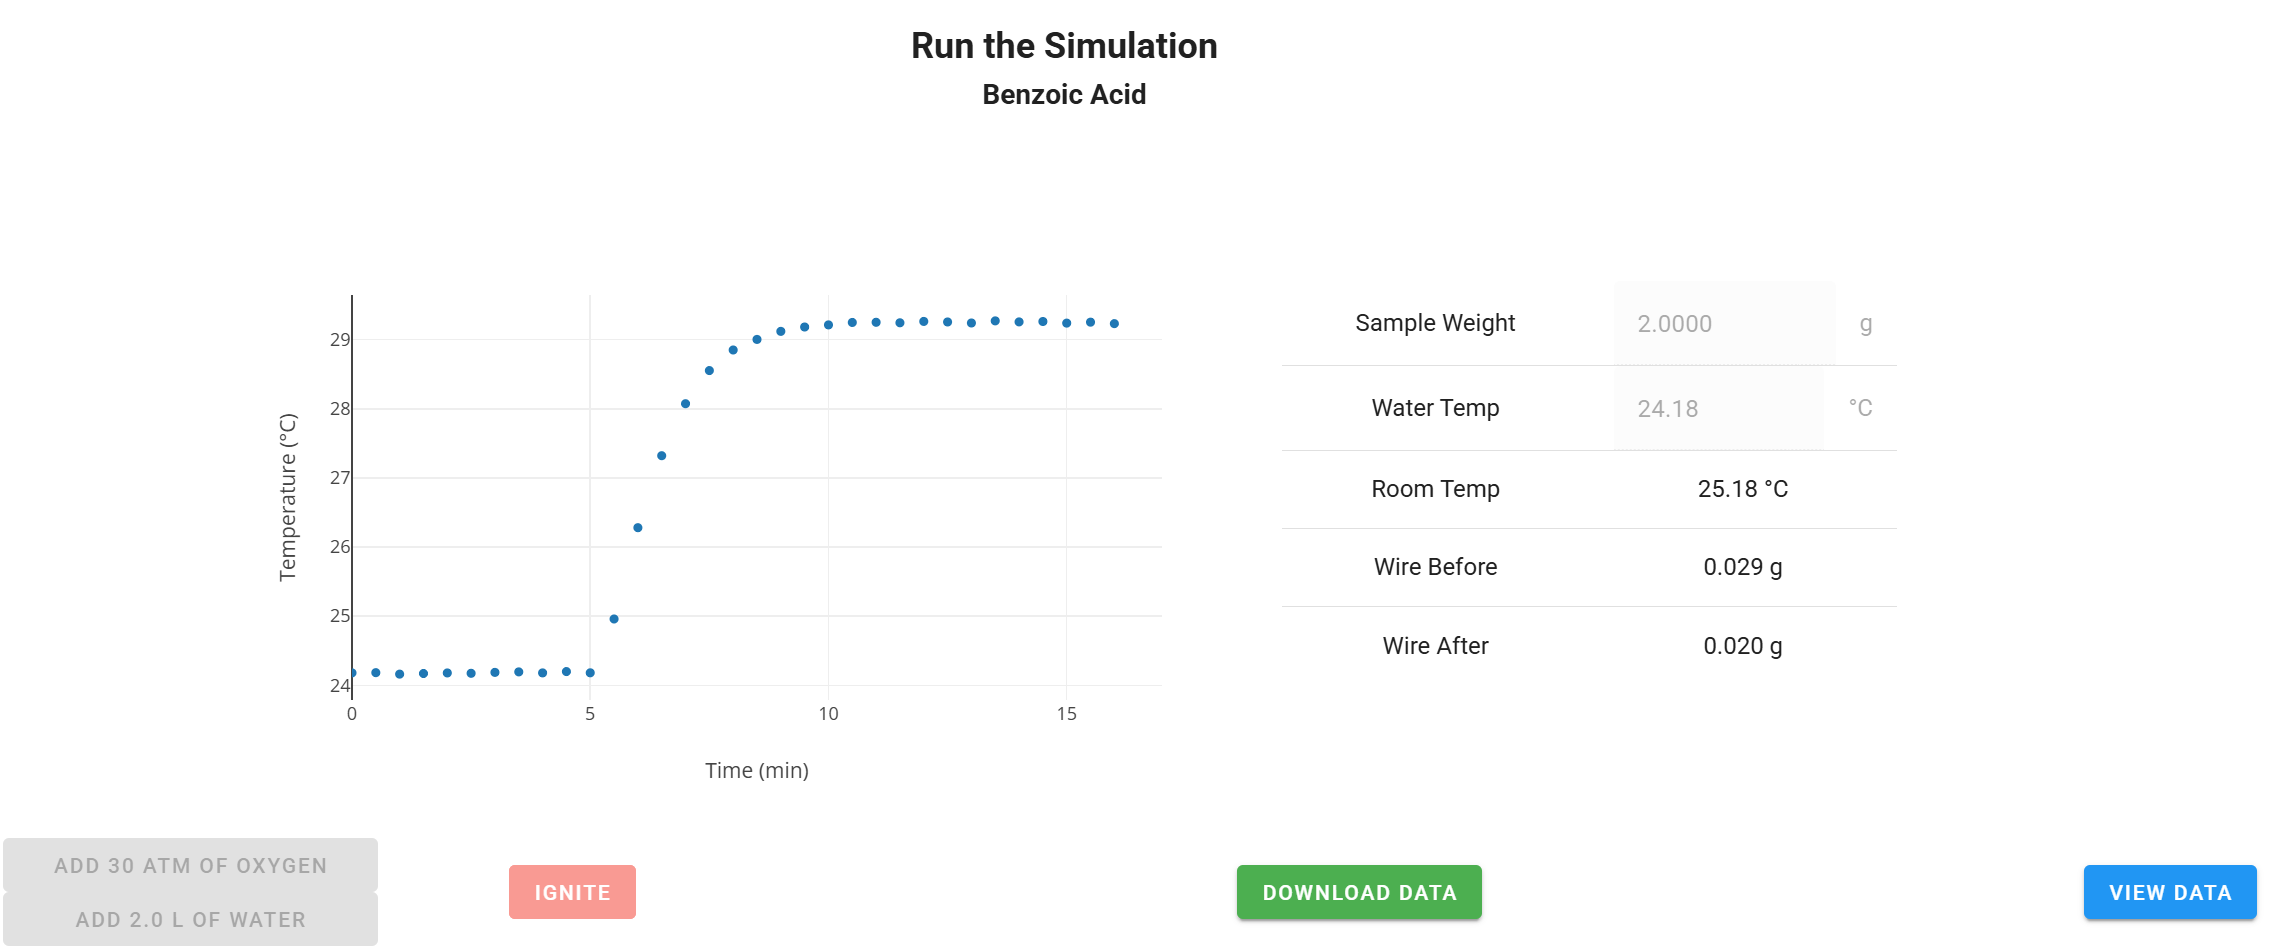 Run the Simulation
Benzoic Acid
Temperature (°C)
29
28
27
26
25
24
0 5 10 15
Time (min)
Sample Weight 2.0000 g
Water Temp 24.18 °C
Room Temp 25.18 °C
Wire Before 0.029 g
Wire After 0.020 g
ADD 30 ATM OF OXYGEN
ADD 2.0 L OF WATER
IGNITE
DOWNLOAD DATA
VIEW DATA